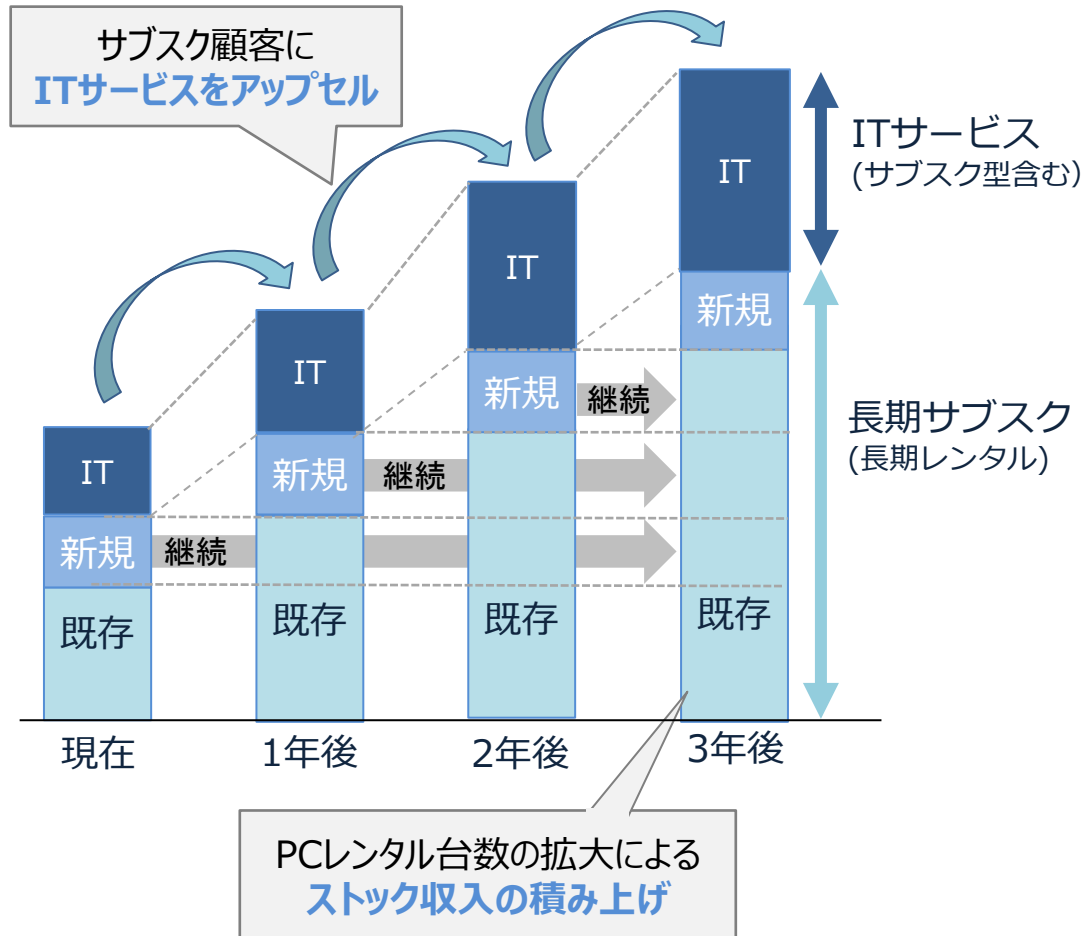 サブスク顧客に
ITサービスをアップセル
IT
ITサービス
(サブスク型含む)
IT
新規
IT
新規
継続
長期サブスク
(長期レンタル)
IT
新規
継続
新規
継続
既存
既存
既存
既存
現在
1年後
2年後
3年後
PCレンタル台数の拡大による
ストック収入の積み上げ